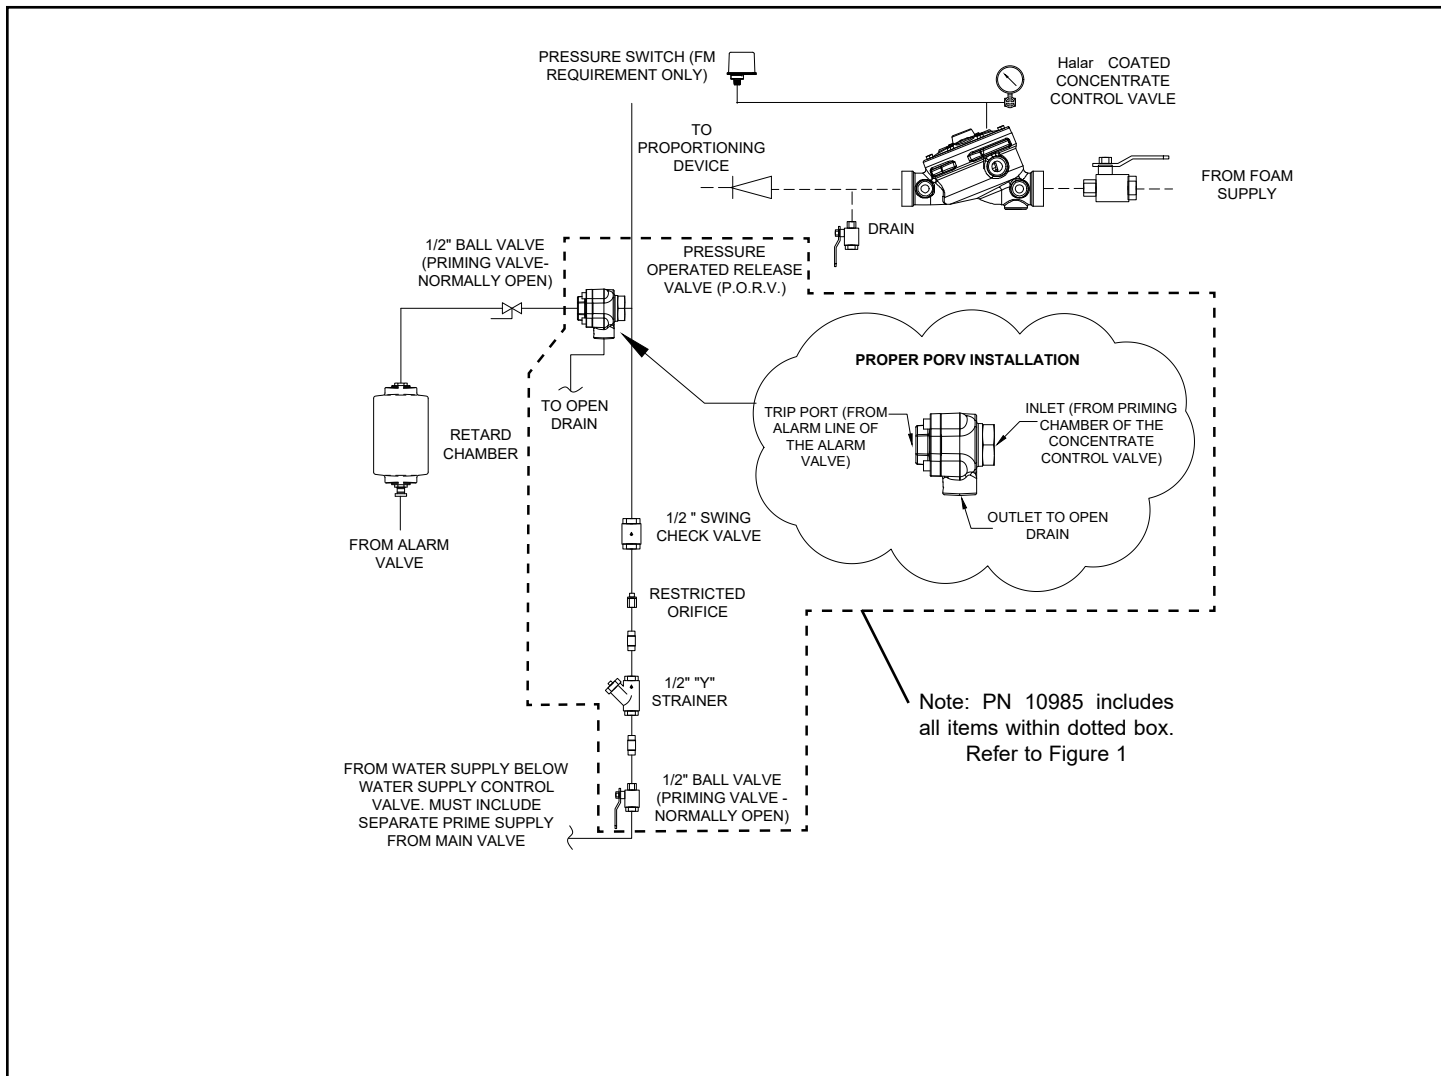 PRESSURE SWITCH (FM
REQUIREMENT ONLY)
Halar COATED
CONCENTRATE
CONTROL VAVLE
TO
PROPORTIONING
DEVICE
FROM FOAM
SUPPLY
DRAIN
1/2" BALL VALVE
(PRIMING VALVE-
NORMALLY OPEN)
PRESSURE
OPERATED RELEASE
VALVE (P.O.R.V.)
PROPER PORV INSTALLATION
TRIP PORT (FROM
ALARM LINE OF
THE ALARM
VALVE)
INLET (FROM PRIMING
CHAMBER OF THE
CONCENTRATE
CONTROL VALVE)
OUTLET TO OPEN
DRAIN
TO OPEN
DRAIN
RETARD
CHAMBER
FROM ALARM
VALVE
1/2 " SWING
CHECK VALVE
RESTRICTED
ORIFICE
1/2" "Y"
STRAINER
Note: PN 10985 includes
all items within dotted box.
Refer to Figure 1
FROM WATER SUPPLY BELOW
WATER SUPPLY CONTROL
VALVE. MUST INCLUDE
SEPARATE PRIME SUPPLY
FROM MAIN VALVE
1/2" BALL VALVE
(PRIMING VALVE -
NORMALLY OPEN)